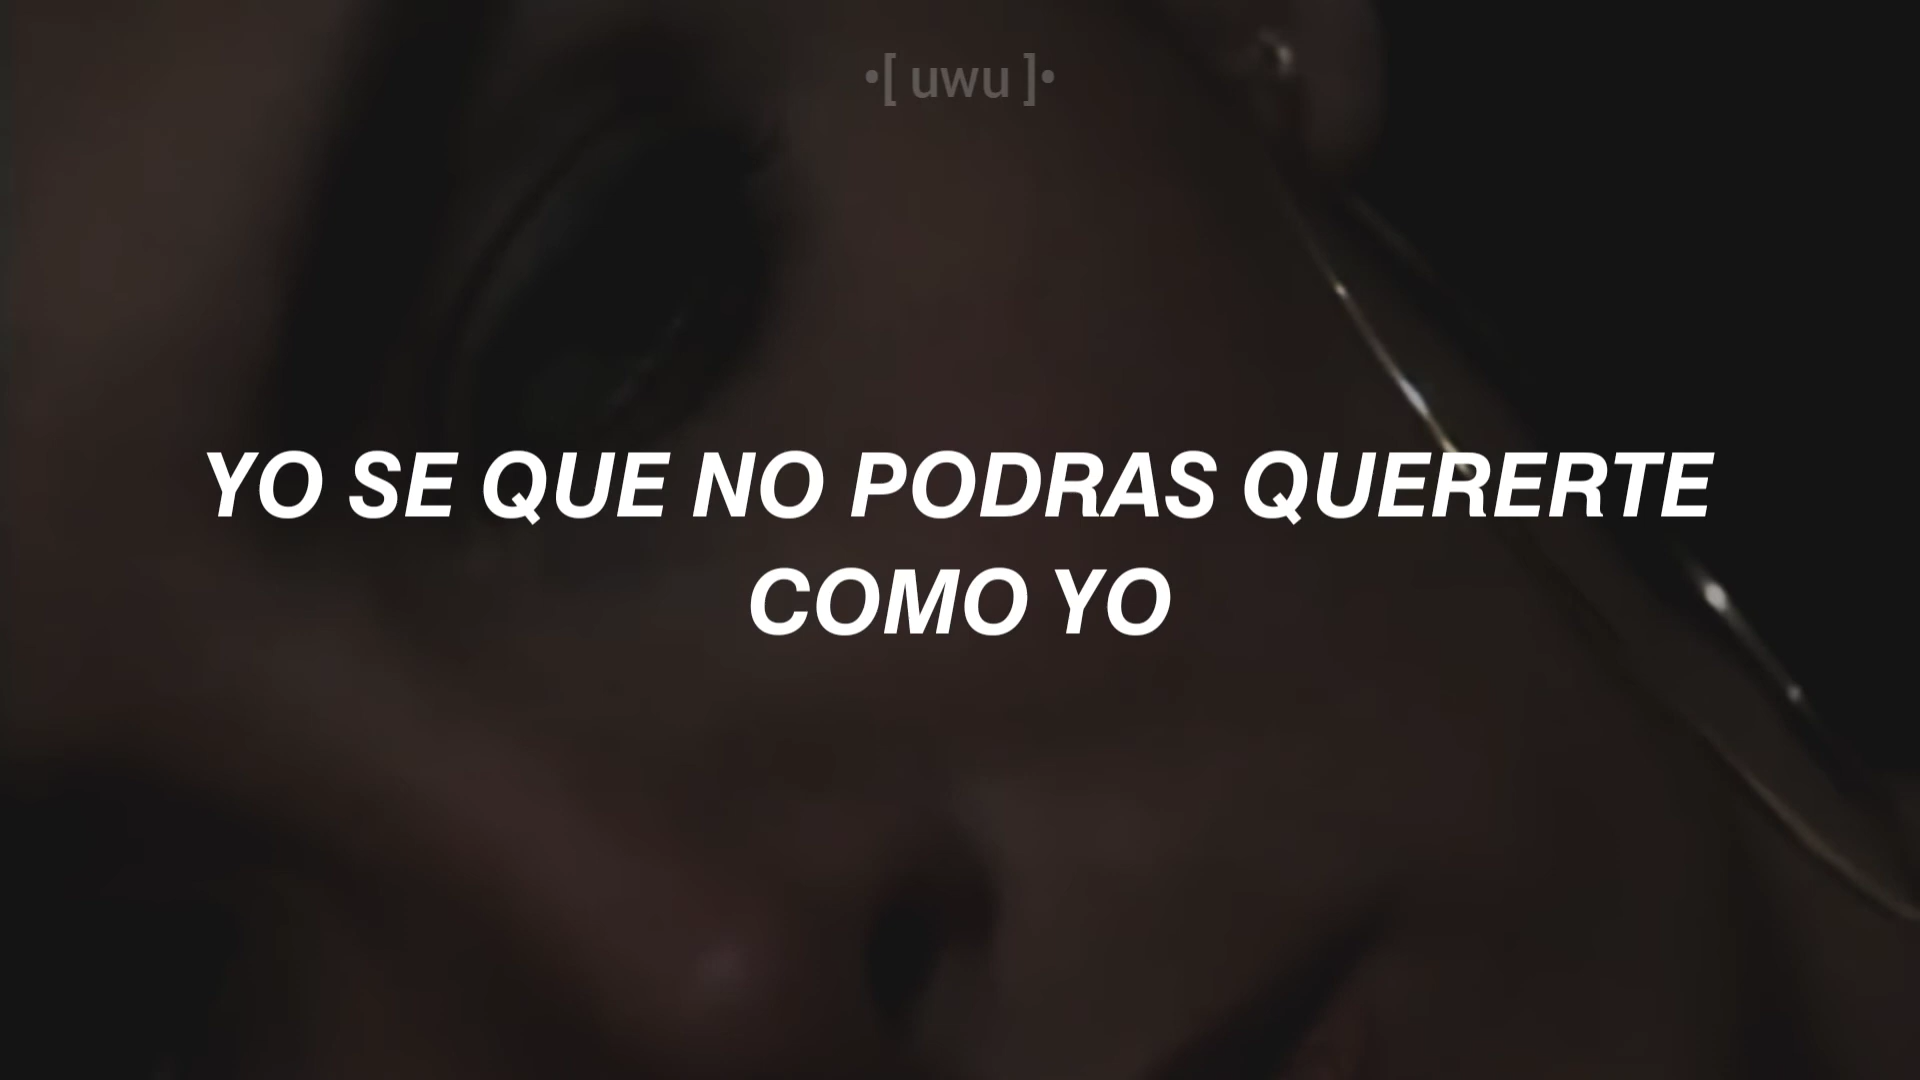 •[ uwu ]•
YO SE QUE NO PODRAS QUERERTE
COMO YO